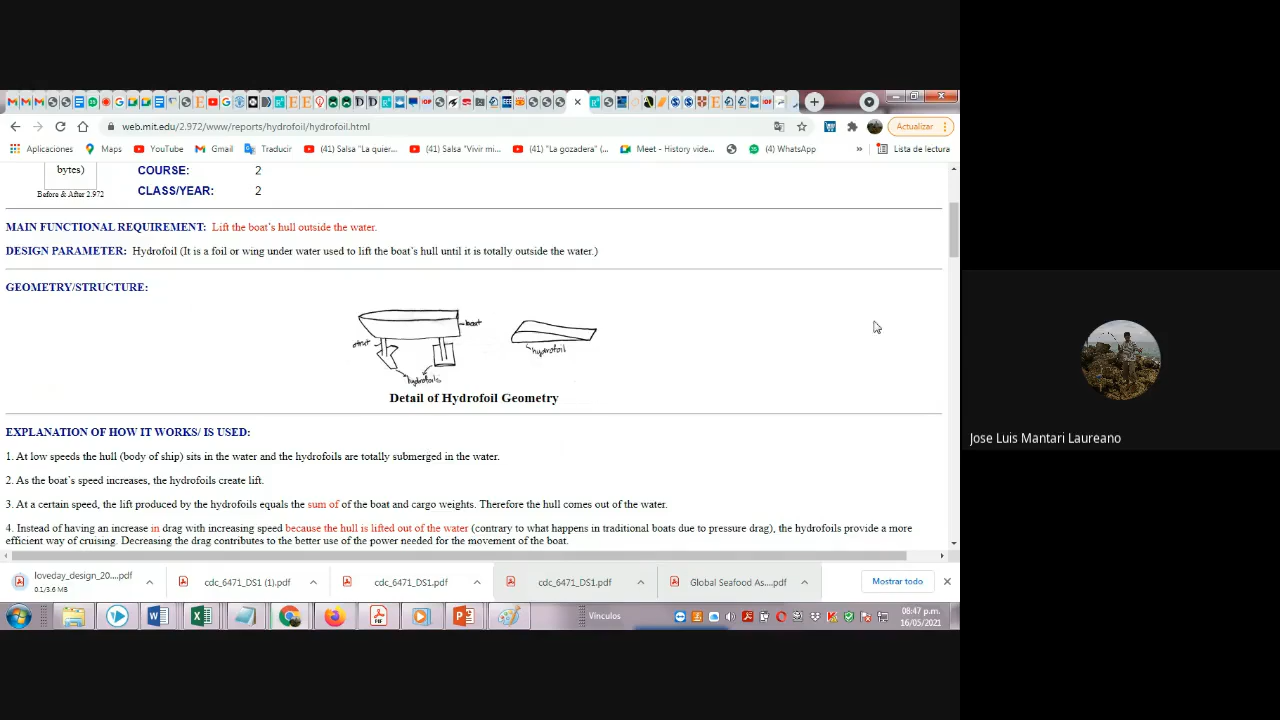 web.mit.edu/2.972/www/reports/hydrofoil/hydrofoil.html
Actualizar
Aplicaciones
Maps
YouTube
Gmail
Traducir
(41) Salsa "La quier...
(41) Salsa "Vivir mi...
(41) "La gozadera" (...
Meet - History vide...
(4) WhatsApp
»
Lista de lectura
bytes)
Before & After 2.972
COURSE: 2
CLASS/YEAR: 2
MAIN FUNCTIONAL REQUIREMENT: Lift the boat's hull outside the water.
DESIGN PARAMETER: Hydrofoil (It is a foil or wing under water used to lift the boat's hull until it is totally outside the water.)
GEOMETRY/STRUCTURE:
boat
strut
hydrofoils
hydrofoil
Detail of Hydrofoil Geometry
EXPLANATION OF HOW IT WORKS/ IS USED:
1. At low speeds the hull (body of ship) sits in the water and the hydrofoils are totally submerged in the water.
2. As the boat's speed increases, the hydrofoils create lift.
3. At a certain speed, the lift produced by the hydrofoils equals the sum of of the boat and cargo weights. Therefore the hull comes out of the water.
4. Instead of having an increase in drag with increasing speed because the hull is lifted out of the water (contrary to what happens in traditional boats due to pressure drag), the hydrofoils provide a more
efficient way of cruising. Decreasing the drag contributes to the better use of the power needed for the movement of the boat.
loveday_design_20....pdf
0.1/3.6 MB
cdc_6471_DS1 (1).pdf
cdc_6471_DS1.pdf
cdc_6471_DS1.pdf
Global Seafood As....pdf
Mostrar todo
Vínculos
08:47 p.m.
16/05/2021
Jose Luis Mantari Laureano